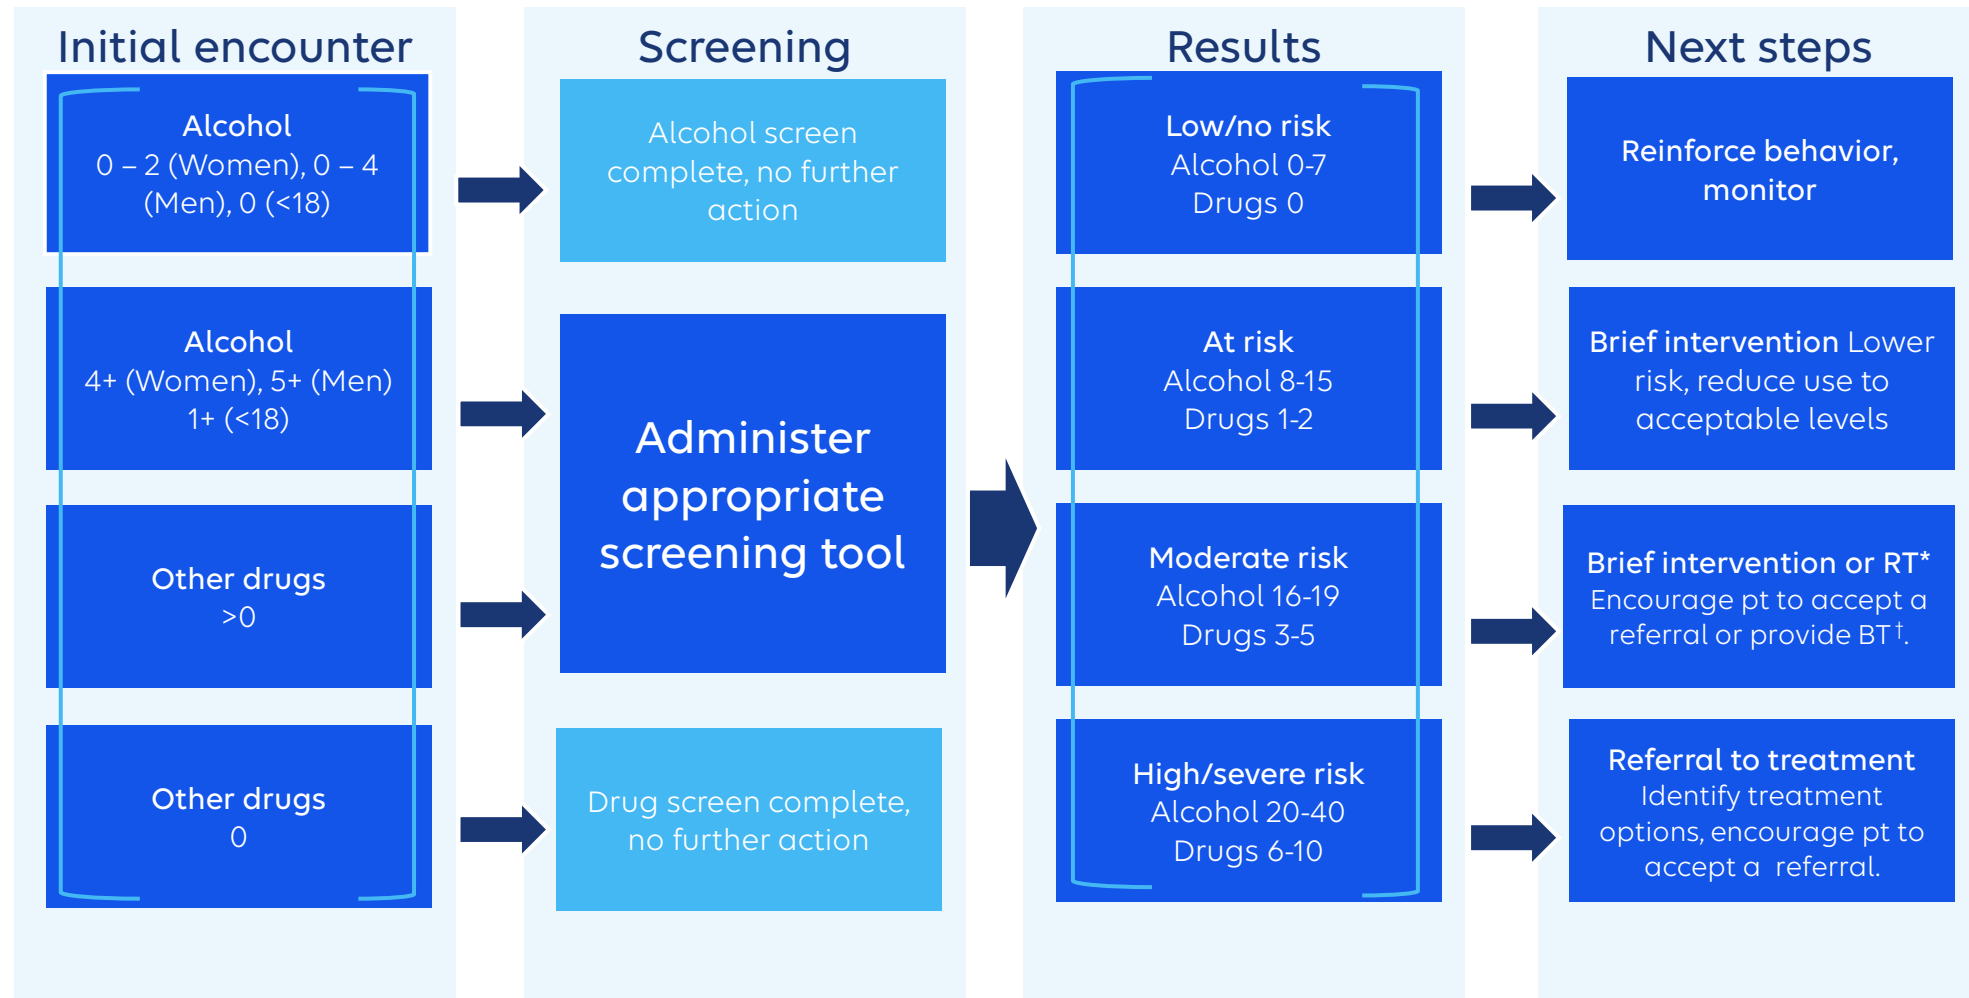 Initial encounter
Alcohol
0 – 2 (Women), 0 – 4
(Men), 0 (<18)
Alcohol
4+ (Women), 5+ (Men)
1+ (<18)
Other drugs
>0
Other drugs
0
Screening
Alcohol screen
complete, no further
action
Administer
appropriate
screening tool
Drug screen complete,
no further action
Results
Low/no risk
Alcohol 0-7
Drugs 0
At risk
Alcohol 8-15
Drugs 1-2
Moderate risk
Alcohol 16-19
Drugs 3-5
High/severe risk
Alcohol 20-40
Drugs 6-10
Next steps
Reinforce behavior,
monitor
Brief intervention Lower
risk, reduce use to
acceptable levels
Brief intervention or RT*
Encourage pt to accept a
referral or provide BT†.
Referral to treatment
Identify treatment
options, encourage pt to
accept a referral.